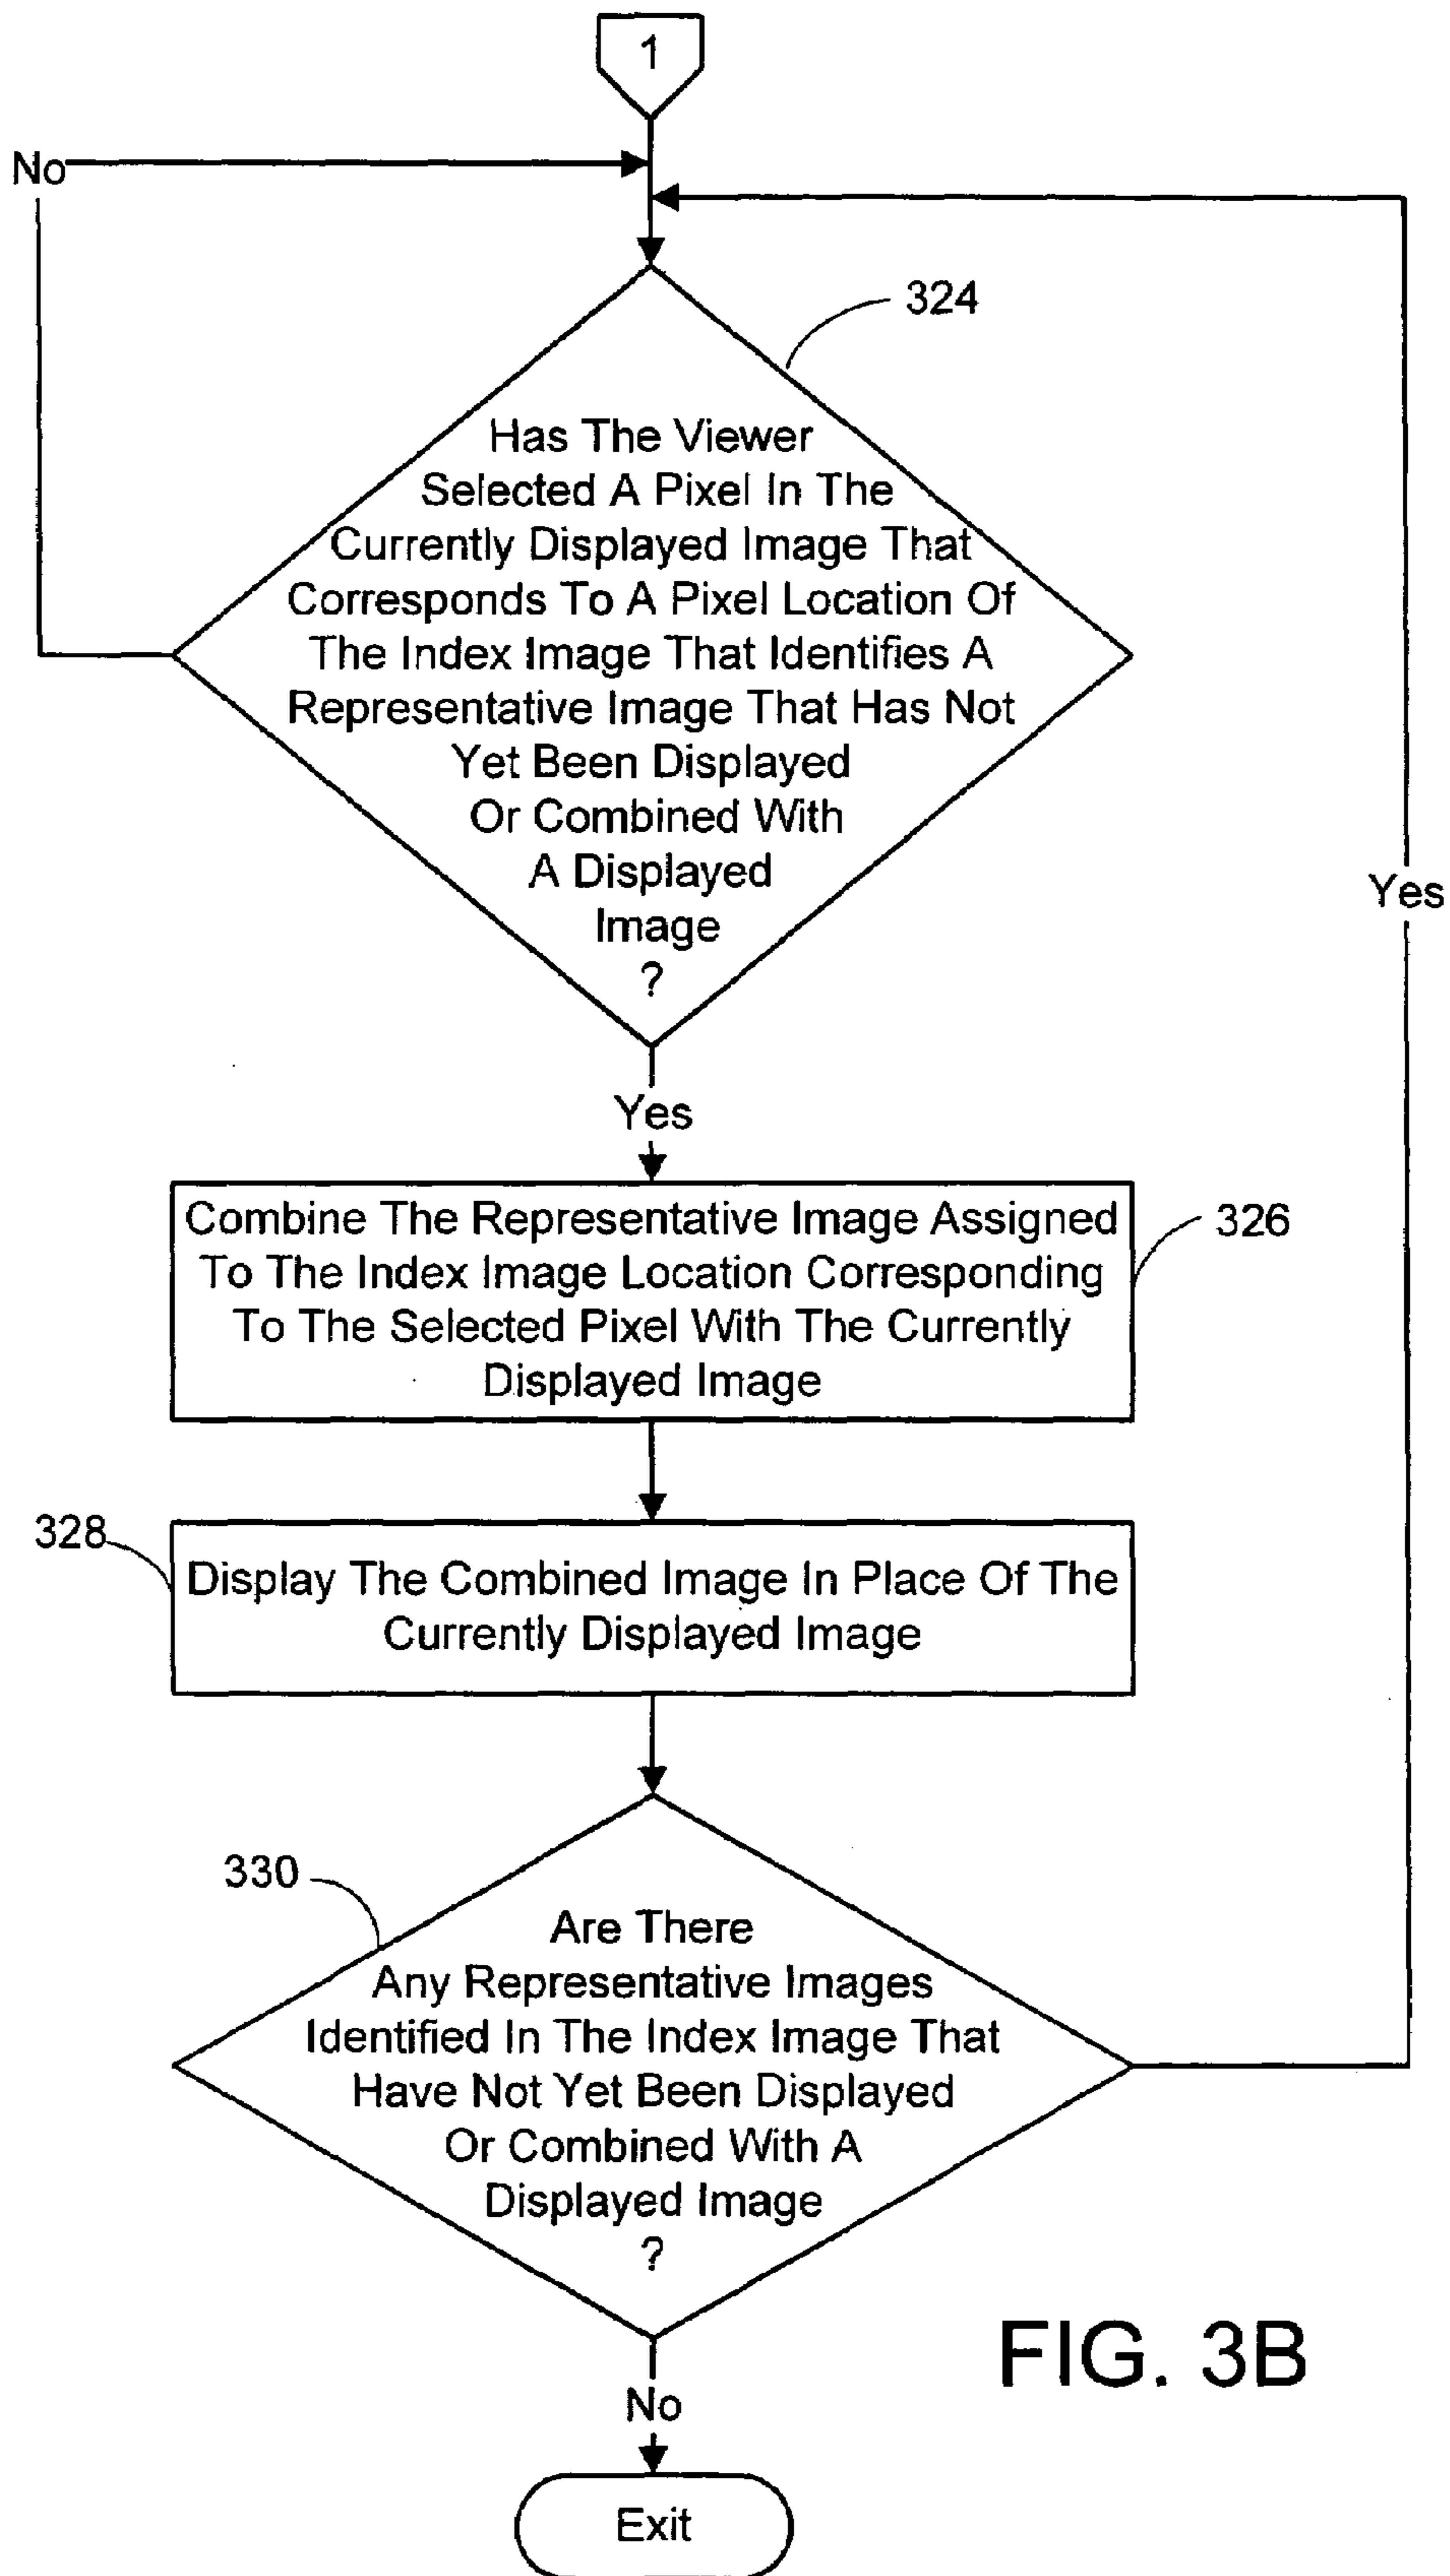 1
No
324
Has The Viewer
Selected A Pixel In The
Currently Displayed Image That
Corresponds To A Pixel Location Of
The Index Image That Identifies A
Representative Image That Has Not
Yet Been Displayed
Or Combined With
A Displayed
Image
?
Yes
Yes
Combine The Representative Image Assigned
To The Index Image Location Corresponding
To The Selected Pixel With The Currently
Displayed Image
326
328
Display The Combined Image In Place Of The
Currently Displayed Image
330
Are There
Any Representative Images
Identified In The Index Image That
Have Not Yet Been Displayed
Or Combined With A
Displayed Image
?
FIG. 3B
No
Exit